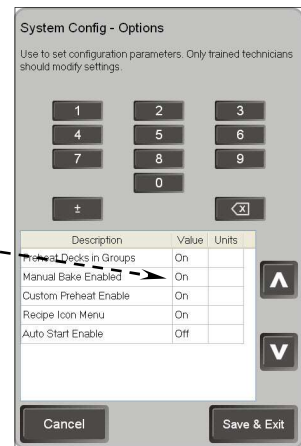 System Config - Options
Use to set configuration parameters. Only trained technicians
should modify settings.
1 2 3
4 5 6
7 8 9
0
±
Description Value Units
Preheat Decks in Groups On
Manual Bake Enabled On
Custom Preheat Enable On
Recipe Icon Menu On
Auto Start Enable Off
Cancel Save & Exit